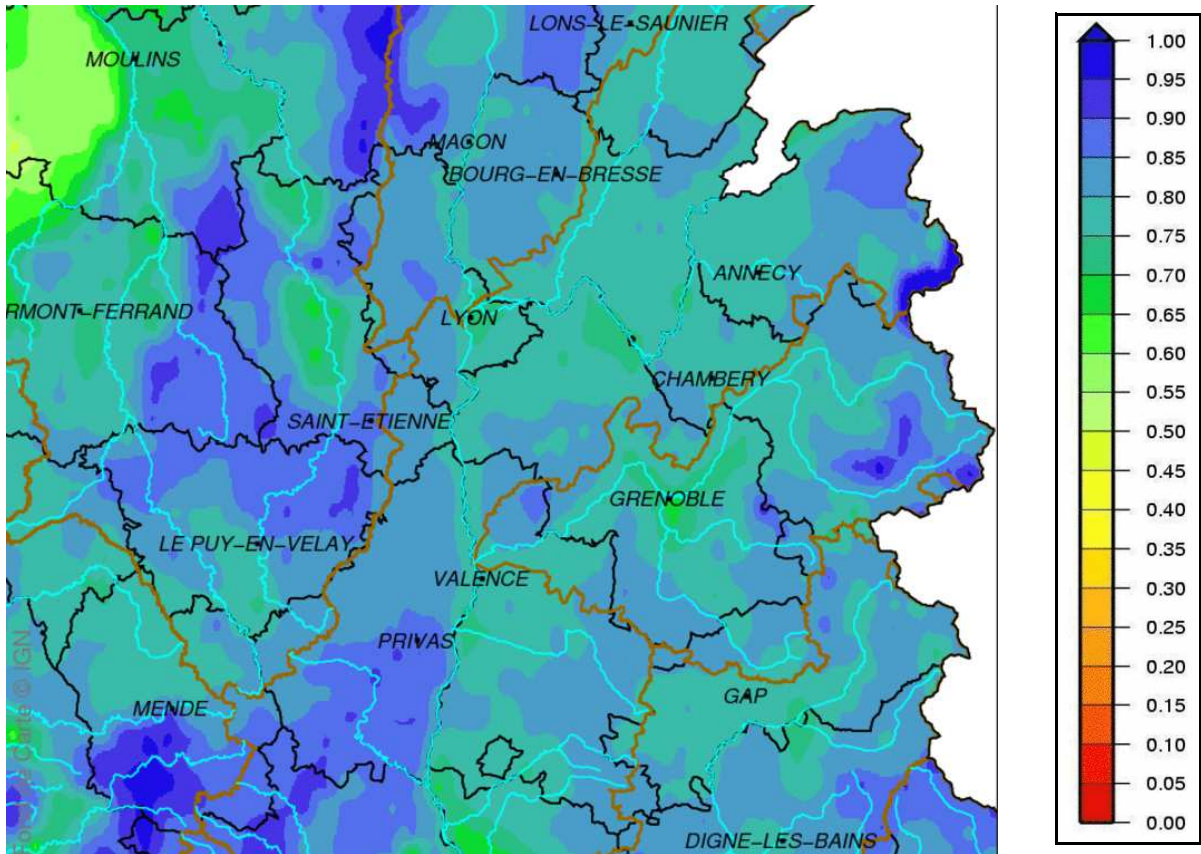 LONS-LE-SAUNIER
MOULINS
MACON
BOURG-EN-BRESSE
ANNECY
RMONT-FERRAND
LYON
CHAMBERY
SAINT-ETIENNE
GRENOBLE
LE PUY-EN-VELAY
VALENCE
PRIVAS
GAP
MENDE
DIGNE-LES-BAINS
Carte © IGN
1.00
0.95
0.90
0.85
0.80
0.75
0.70
0.65
0.60
0.55
0.50
0.45
0.40
0.35
0.30
0.25
0.20
0.15
0.10
0.05
0.00